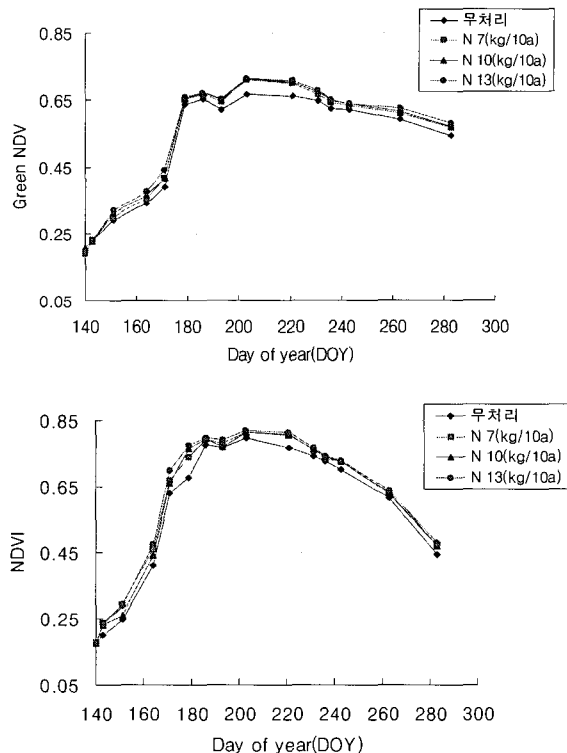 무처리
N 7(kg/10a)
N 10(kg/10a)
N 13(kg/10a)
Green NDV
0.85
0.65
0.45
0.25
0.05
140 160 180 200 220 240 260 280 300
Day of year(DOY)
무처리
N 7(kg/10a)
N 10(kg/10a)
N 13(kg/10a)
NDVI
0.85
0.65
0.45
0.25
0.05
140 160 180 200 220 240 260 280 300
Day of year(DOY)